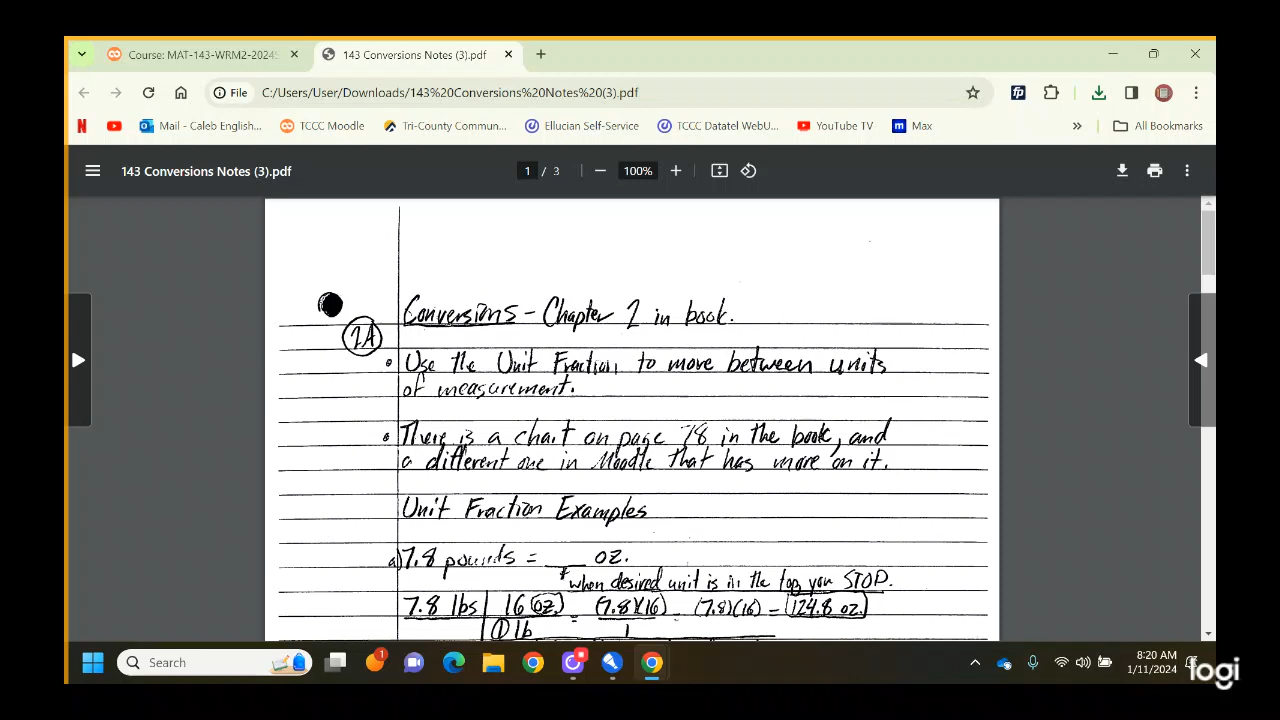 Course: MAT-143-WRM2-2024S
143 Conversions Notes (3).pdf
File
C:/Users/User/Downloads/143%20Conversions%20Notes%20(3).pdf
fp
N
Mail - Caleb English...
TCCC Moodle
Tri-County Commun...
Ellucian Self-Service
TCCC Datatel WebU...
YouTube TV
m Max
All Bookmarks
143 Conversions Notes (3).pdf
1 / 3
100%
Conversions - Chapter 2 in book.
2A
• Use the Unit Fraction to move between units
of measurement.
• There is a chart on page 78 in the book, and
a different one in Moodle that has more on it.
Unit Fraction Examples
a) 7.8 pounds = ___ oz.
* when desired unit is in the top, you STOP.
7.8 lbs | 16 oz. = (7.8)(16) = (7.8)(16) = 124.8 oz.
1 lb 1
Search
1
8:20 AM
1/11/2024
logi